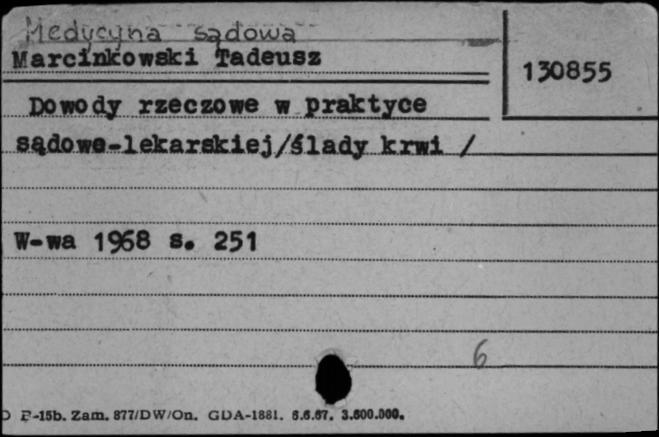 Medycyna sądowa
Marcinkowski Tadeusz
130855
Dowody rzeczowe w praktyce
sądowo-lekarskiej/ślady krwi /
W-wa 1968 s. 251
6
P-15b. Zam. 877/DW/On. GDA-1881. 6.6.67. 3.600.000.